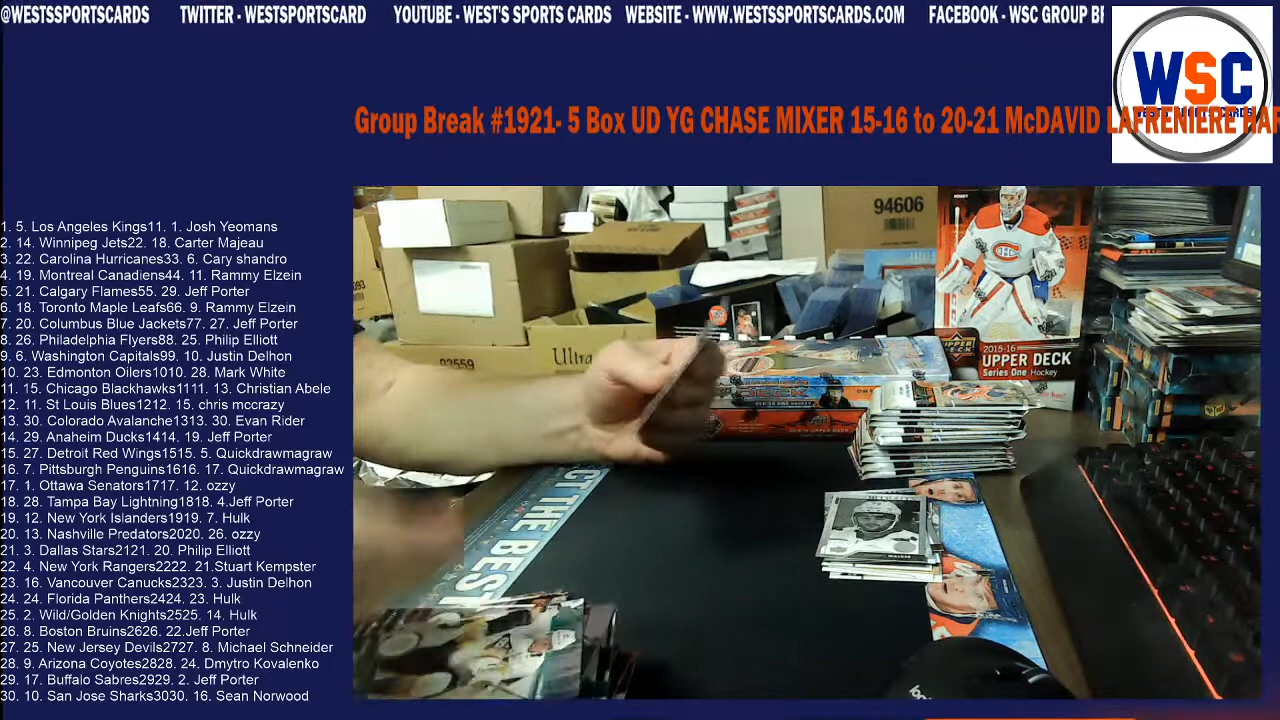 @WESTSSPORTSCARDS TWITTER - WESTSPORTSCARD YOUTUBE - WEST'S SPORTS CARDS WEBSITE - WWW.WESTSSPORTSCARDS.COM FACEBOOK - WSC GROUP BR
WSC
Group Break #1921- 5 Box UD YG CHASE MIXER 15-16 to 20-21 McDAVID LAFRENIERE HAR
94606
1. 5. Los Angeles Kings11. 1. Josh Yeomans
2. 14. Winnipeg Jets22. 18. Carter Majeau
3. 22. Carolina Hurricanes33. 6. Cary shandro
4. 19. Montreal Canadiens44. 11. Rammy Elzein
5. 21. Calgary Flames55. 29. Jeff Porter
6. 18. Toronto Maple Leafs66. 9. Rammy Elzein
7. 20. Columbus Blue Jackets77. 27. Jeff Porter
8. 26. Philadelphia Flyers88. 25. Philip Elliott
9. 6. Washington Capitals99. 10. Justin Delhon
10. 23. Edmonton Oilers1010. 28. Mark White
11. 15. Chicago Blackhawks1111. 13. Christian Abele
12. 11. St Louis Blues1212. 15. chris mccrazy
13. 30. Colorado Avalanche1313. 30. Evan Rider
14. 29. Anaheim Ducks1414. 19. Jeff Porter
15. 27. Detroit Red Wings1515. 5. Quickdrawmagraw
16. 7. Pittsburgh Penguins1616. 17. Quickdrawmagraw
17. 1. Ottawa Senators1717. 12. ozzy
18. 28. Tampa Bay Lightning1818. 4.Jeff Porter
19. 12. New York Islanders1919. 7. Hulk
20. 13. Nashville Predators2020. 26. ozzy
21. 3. Dallas Stars2121. 20. Philip Elliott
22. 4. New York Rangers2222. 21.Stuart Kempster
23. 16. Vancouver Canucks2323. 3. Justin Delhon
24. 24. Florida Panthers2424. 23. Hulk
25. 2. Wild/Golden Knights2525. 14. Hulk
26. 8. Boston Bruins2626. 22.Jeff Porter
27. 25. New Jersey Devils2727. 8. Michael Schneider
28. 9. Arizona Coyotes2828. 24. Dmytro Kovalenko
29. 17. Buffalo Sabres2929. 2. Jeff Porter
30. 10. San Jose Sharks3030. 16. Sean Norwood
93559
Ultra
2015-16
UPPER DECK
Series One Hockey
CT THE BEST
WALKER